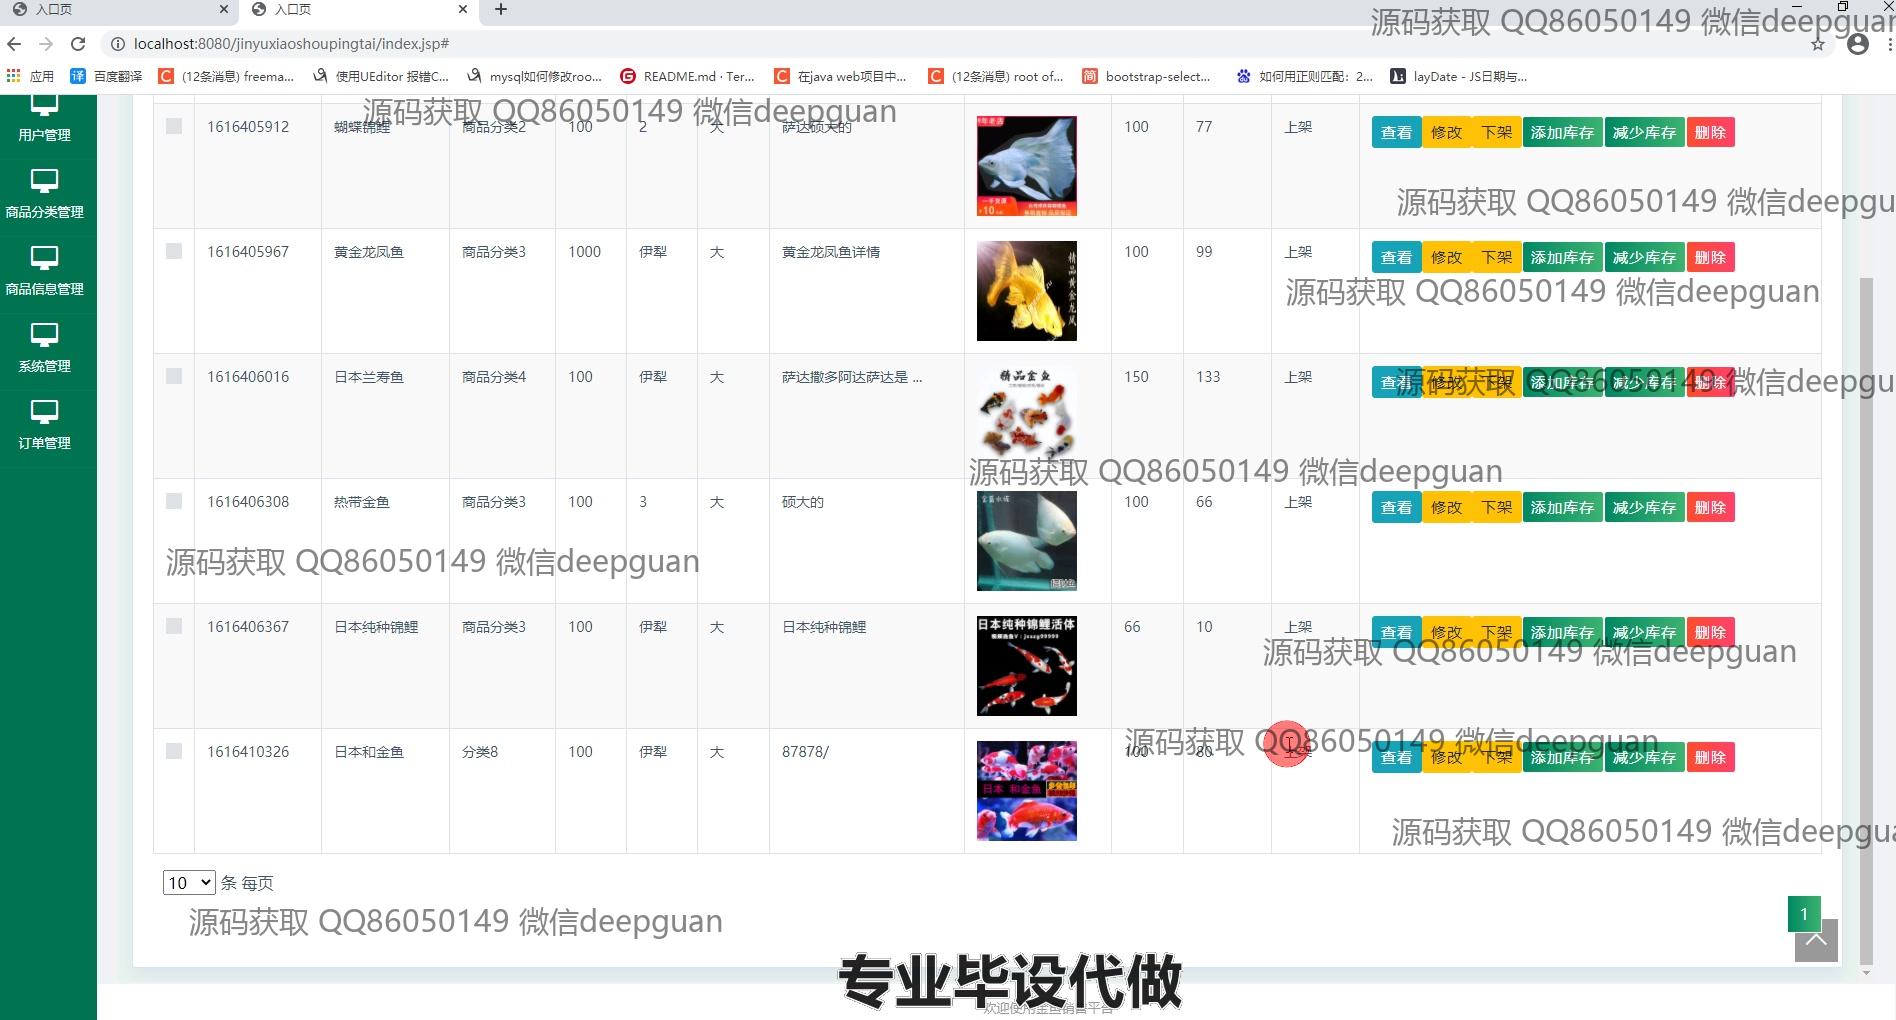 入口页
入口页
源码获取 QQ86050149 微信deepguan
localhost:8080/jinyuxiaoshoupingtai/index.jsp#
应用
百度翻译
(12条消息) freema...
使用UEditor 报错C...
mysql如何修改roo...
README.md · Ter...
在java web项目中...
(12条消息) root of...
bootstrap-select...
如何用正则匹配：2...
layDate - JS日期与...
源码获取 QQ86050149 微信deepguan
用户管理
商品分类管理
商品信息管理
系统管理
订单管理
1616405912 蝴蝶锦鲤 商品分类2 100 2 大 萨达硕大的 100 77 上架 查看 修改 下架 添加库存 减少库存 删除
源码获取 QQ86050149 微信deepgu
1616405967 黄金龙凤鱼 商品分类3 1000 伊犁 大 黄金龙凤鱼详情 100 99 上架 查看 修改 下架 添加库存 减少库存 删除
精品黄金龙凤
源码获取 QQ86050149 微信deepguan
1616406016 日本兰寿鱼 商品分类4 100 伊犁 大 萨达撒多阿达萨达是 ... 150 133 上架 查看 修改 下架 添加库存 减少库存 删除
精品金鱼
源码获取 QQ86050149 微信deepgu
源码获取 QQ86050149 微信deepguan
1616406308 热带金鱼 商品分类3 100 3 大 硕大的 100 66 上架 查看 修改 下架 添加库存 减少库存 删除
源码获取 QQ86050149 微信deepguan
1616406367 日本纯种锦鲤 商品分类3 100 伊犁 大 日本纯种锦鲤 66 10 上架 查看 修改 下架 添加库存 减少库存 删除
日本纯种锦鲤活体
源码获取 QQ86050149 微信deepguan
源码获取 QQ86050149 微信deepguan
1616410326 日本和金鱼 分类8 100 伊犁 大 87878/ 100 80 上架 查看 修改 下架 添加库存 减少库存 删除
日本 和金鱼
源码获取 QQ86050149 微信deepgua
10 条 每页
1
源码获取 QQ86050149 微信deepguan
专业毕设代做
欢迎使用金鱼销售平台